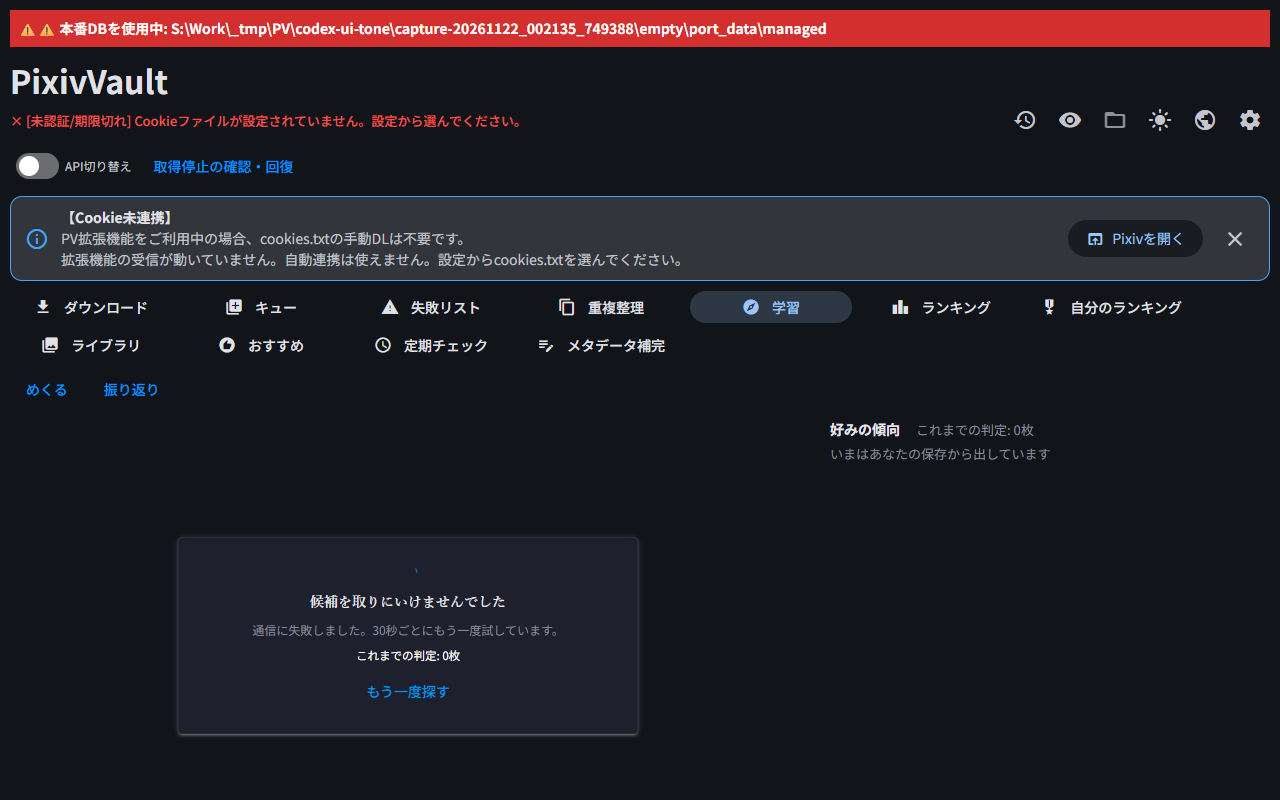 ⚠⚠ 本番DBを使用中: S:\Work\_tmp\PV\codex-ui-tone\capture-20261122_002135_749388\empty\port_data\managed
PixivVault
× [未認証/期限切れ] Cookieファイルが設定されていません。設定から選んでください。
API切り替え 取得停止の確認・回復
【Cookie未連携】
PV拡張機能をご利用中の場合、cookies.txtの手動DLは不要です。
拡張機能の受信が動いていません。自動連携は使えません。設定からcookies.txtを選んでください。
Pixivを開く
ダウンロード キュー 失敗リスト 重複整理 学習 ランキング 自分のランキング
ライブラリ おすすめ 定期チェック メタデータ補完
めくる 振り返り
好みの傾向 これまでの判定: 0枚
いまはあなたの保存から出しています
候補を取りにいけませんでした
通信に失敗しました。30秒ごとにもう一度試しています。
これまでの判定: 0枚
もう一度探す